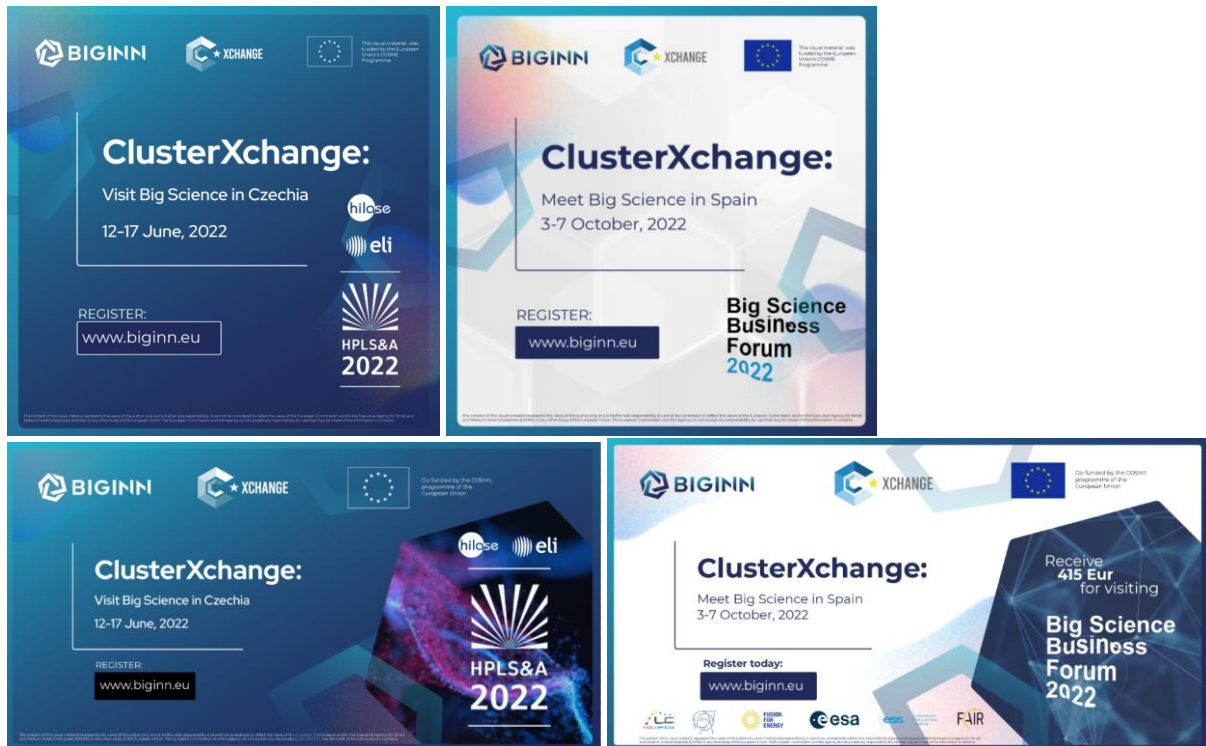 BIGINN
XCHANGE
This visual material was
funded by the European
Union's COSME
Programme
ClusterXchange:
Visit Big Science in Czechia
12-17 June, 2022
hilase
eli
REGISTER:
www.biginn.eu
HPLS&A
2022
BIGINN
XCHANGE
This visual material was
funded by the European
Union's COSME
Programme
ClusterXchange:
Meet Big Science in Spain
3-7 October, 2022
REGISTER:
www.biginn.eu
Big Science
Business
Forum
2022
BIGINN
XCHANGE
Co-funded by the COSME
programme of the
European Union
ClusterXchange:
Visit Big Science in Czechia
12-17 June, 2022
REGISTER:
www.biginn.eu
hilase
eli
HPLS&A
2022
BIGINN
XCHANGE
Co-funded by the COSME
programme of the
European Union
ClusterXchange:
Meet Big Science in Spain
3-7 October, 2022
Receive
415 Eur
for visiting
Big Science
Business
Forum
2022
Register today:
www.biginn.eu
FUSION
FOR
ENERGY
esa
ess
FAIR